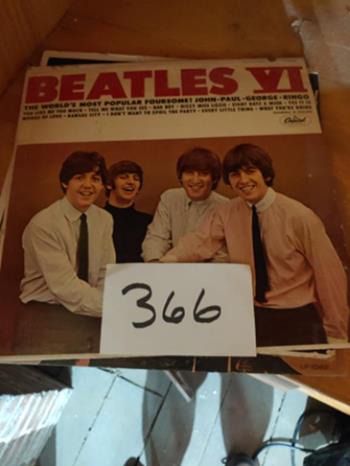 BEATLES VI
THE WORLD'S MOST POPULAR FOURSOME! JOHN-PAUL-GEORGE-RINGO
YOU LIKE ME TOO MUCH • TELL ME WHAT YOU SEE • BAD BOY • DIZZY MISS LIZZIE • EIGHT DAYS A WEEK • YES IT IS
WORDS OF LOVE • KANSAS CITY • I DON'T WANT TO SPOIL THE PARTY • EVERY LITTLE THING • WHAT YOU'RE DOING
Capitol
366